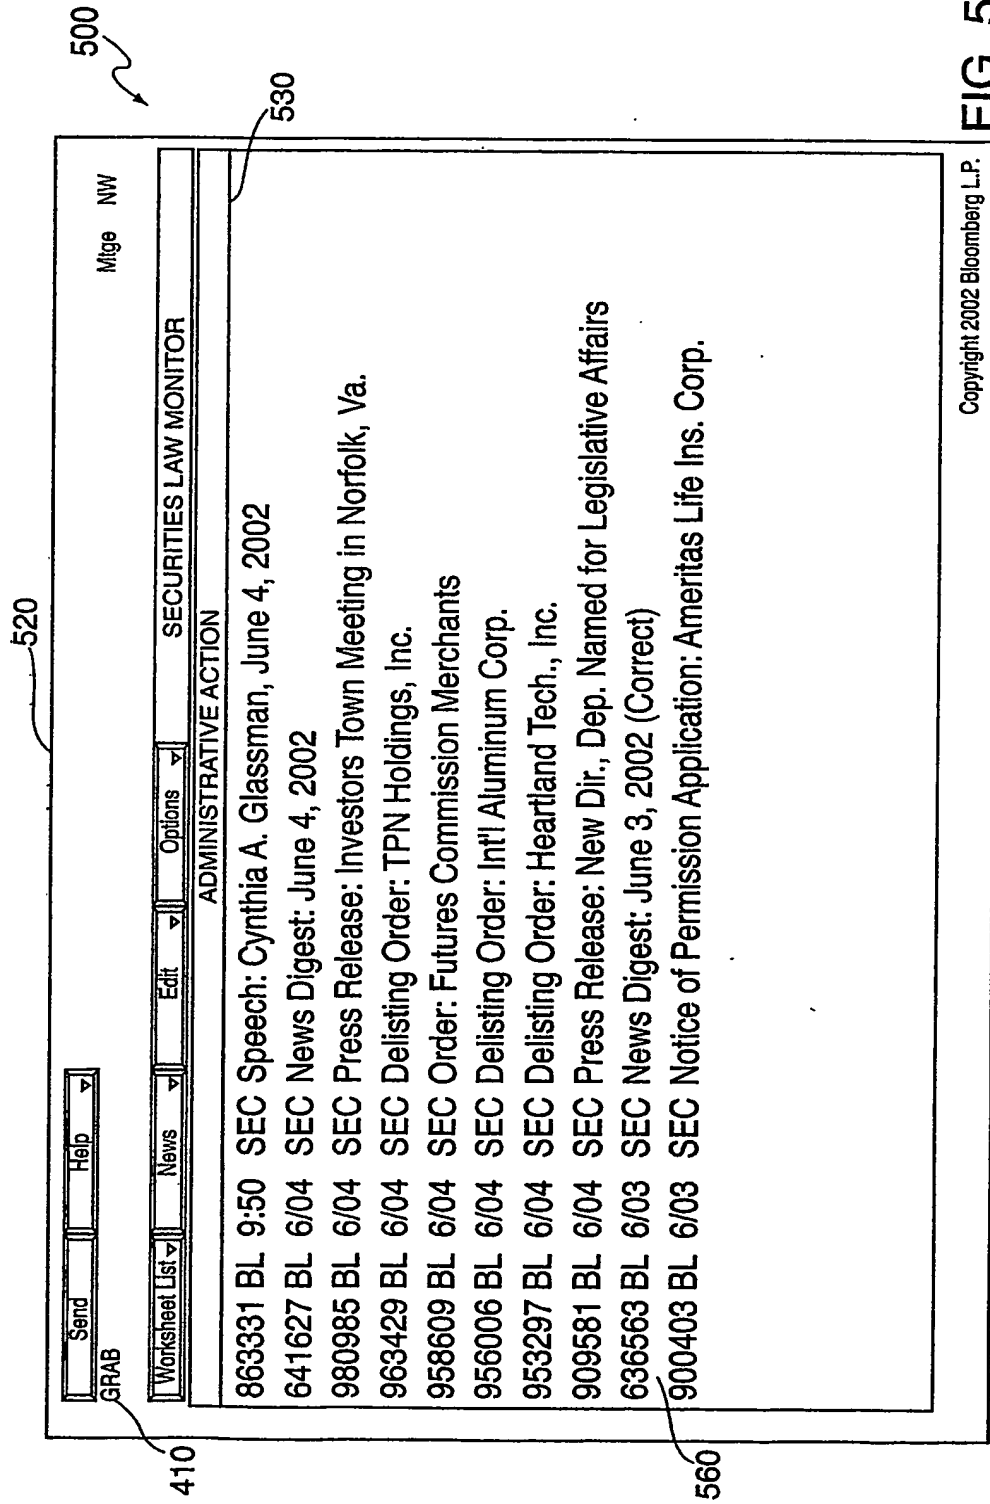 500
520
Send Help
GRAB
Mtge NW
410
Worksheet List News Edit Options SECURITIES LAW MONITOR
ADMINISTRATIVE ACTION
530
863331 BL 9:50 SEC Speech: Cynthia A. Glassman, June 4, 2002
641627 BL 6/04 SEC News Digest: June 4, 2002
980985 BL 6/04 SEC Press Release: Investors Town Meeting in Norfolk, Va.
963429 BL 6/04 SEC Delisting Order: TPN Holdings, Inc.
958609 BL 6/04 SEC Order: Futures Commission Merchants
956006 BL 6/04 SEC Delisting Order: Int'l Aluminum Corp.
953297 BL 6/04 SEC Delisting Order: Heartland Tech., Inc.
909581 BL 6/04 SEC Press Release: New Dir., Dep. Named for Legislative Affairs
636563 BL 6/03 SEC News Digest: June 3, 2002 (Correct)
900403 BL 6/03 SEC Notice of Permission Application: Ameritas Life Ins. Corp.
560
Copyright 2002 Bloomberg L.P.
FIG. 5